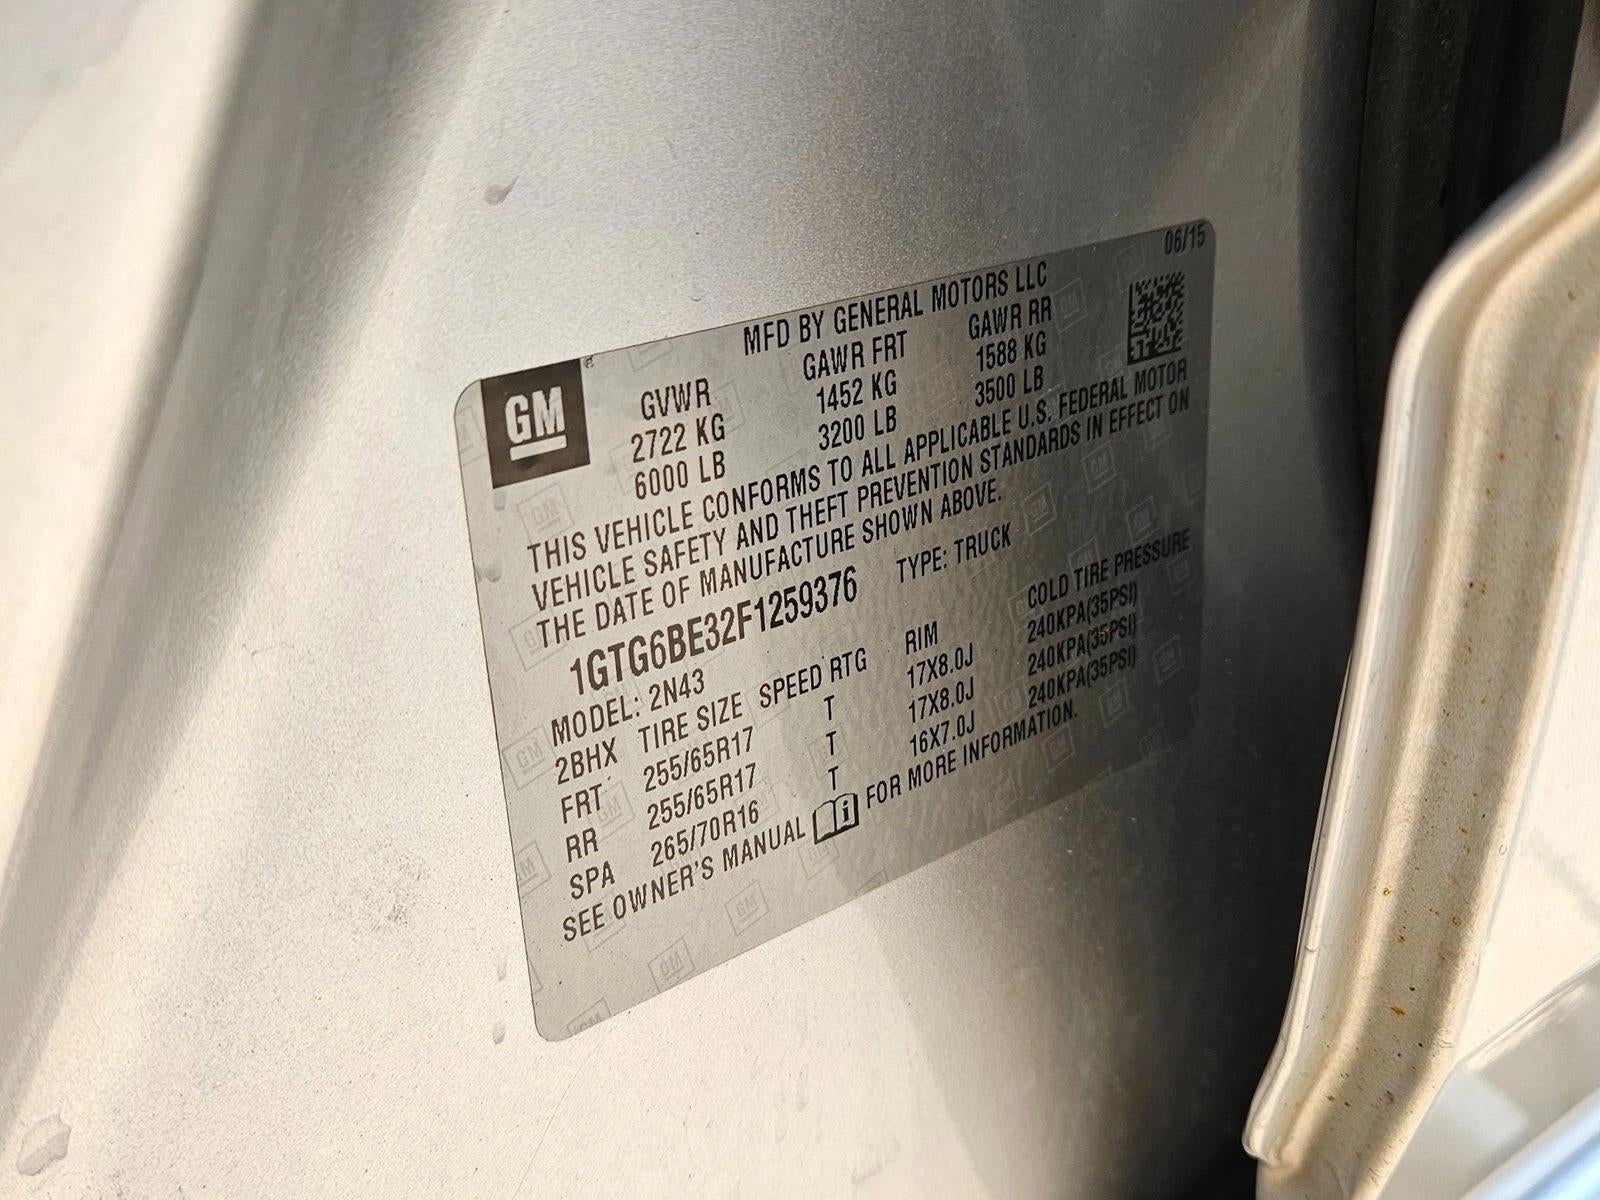 06/15
MFD BY GENERAL MOTORS LLC
GM
GVWR GAWR FRT GAWR RR
2722 KG 1452 KG 1588 KG
6000 LB 3200 LB 3500 LB
THIS VEHICLE CONFORMS TO ALL APPLICABLE U.S. FEDERAL MOTOR
VEHICLE SAFETY AND THEFT PREVENTION STANDARDS IN EFFECT ON
THE DATE OF MANUFACTURE SHOWN ABOVE.
1GTG6BE32F1259376 TYPE: TRUCK
MODEL: 2N43
2BHX TIRE SIZE SPEED RTG RIM COLD TIRE PRESSURE
FRT 255/65R17 T 17X8.0J 240KPA(35PSI)
RR 255/65R17 T 17X8.0J 240KPA(35PSI)
SPA 265/70R16 T 16X7.0J 240KPA(35PSI)
SEE OWNER'S MANUAL i FOR MORE INFORMATION.